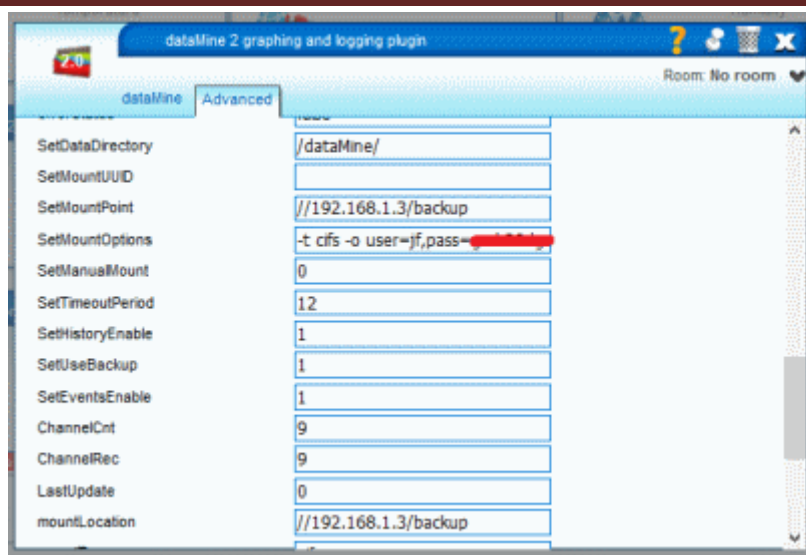 dataMine 2 graphing and logging plugin
2.0
Room: No room
dataMine Advanced
SetDataDirectory /dataMine/
SetMountUUID
SetMountPoint //192.168.1.3/backup
SetMountOptions -t cifs -o user=jf,pass=
SetManualMount 0
SetTimeoutPeriod 12
SetHistoryEnable 1
SetUseBackup 1
SetEventsEnable 1
ChannelCnt 9
ChannelRec 9
LastUpdate 0
mountLocation //192.168.1.3/backup